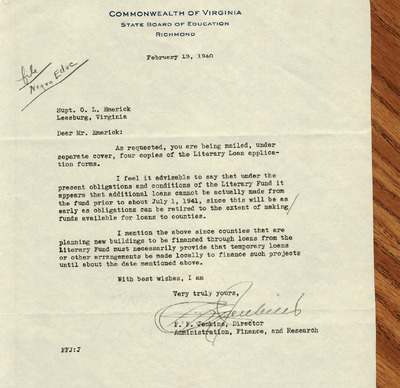 COMMONWEALTH OF VIRGINIA
STATE BOARD OF EDUCATION
RICHMOND
February 13, 1940
file
Negro Educ
Supt. O. L. Emerick
Leesburg, Virginia
Dear Mr. Emerick:
As requested, you are being mailed, under
separate cover, four copies of the Literary Loan applica-
tion forms.
I feel it advisable to say that under the
present obligations and conditions of the Literary Fund it
appears that additional loans cannot be actually made from
the fund prior to about July 1, 1941, since this will be as
early as obligations can be retired to the extent of making
funds available for loans to counties.
I mention the above since counties that are
planning new buildings to be financed through loans from the
Literary Fund must necessarily provide that temporary loans
or other arrangements be made locally to finance such projects
until about the date mentioned above.
With best wishes, I am
Very truly yours,
Jenkins
F. F. Jenkins, Director
Administration, Finance, and Research
FFJ:J